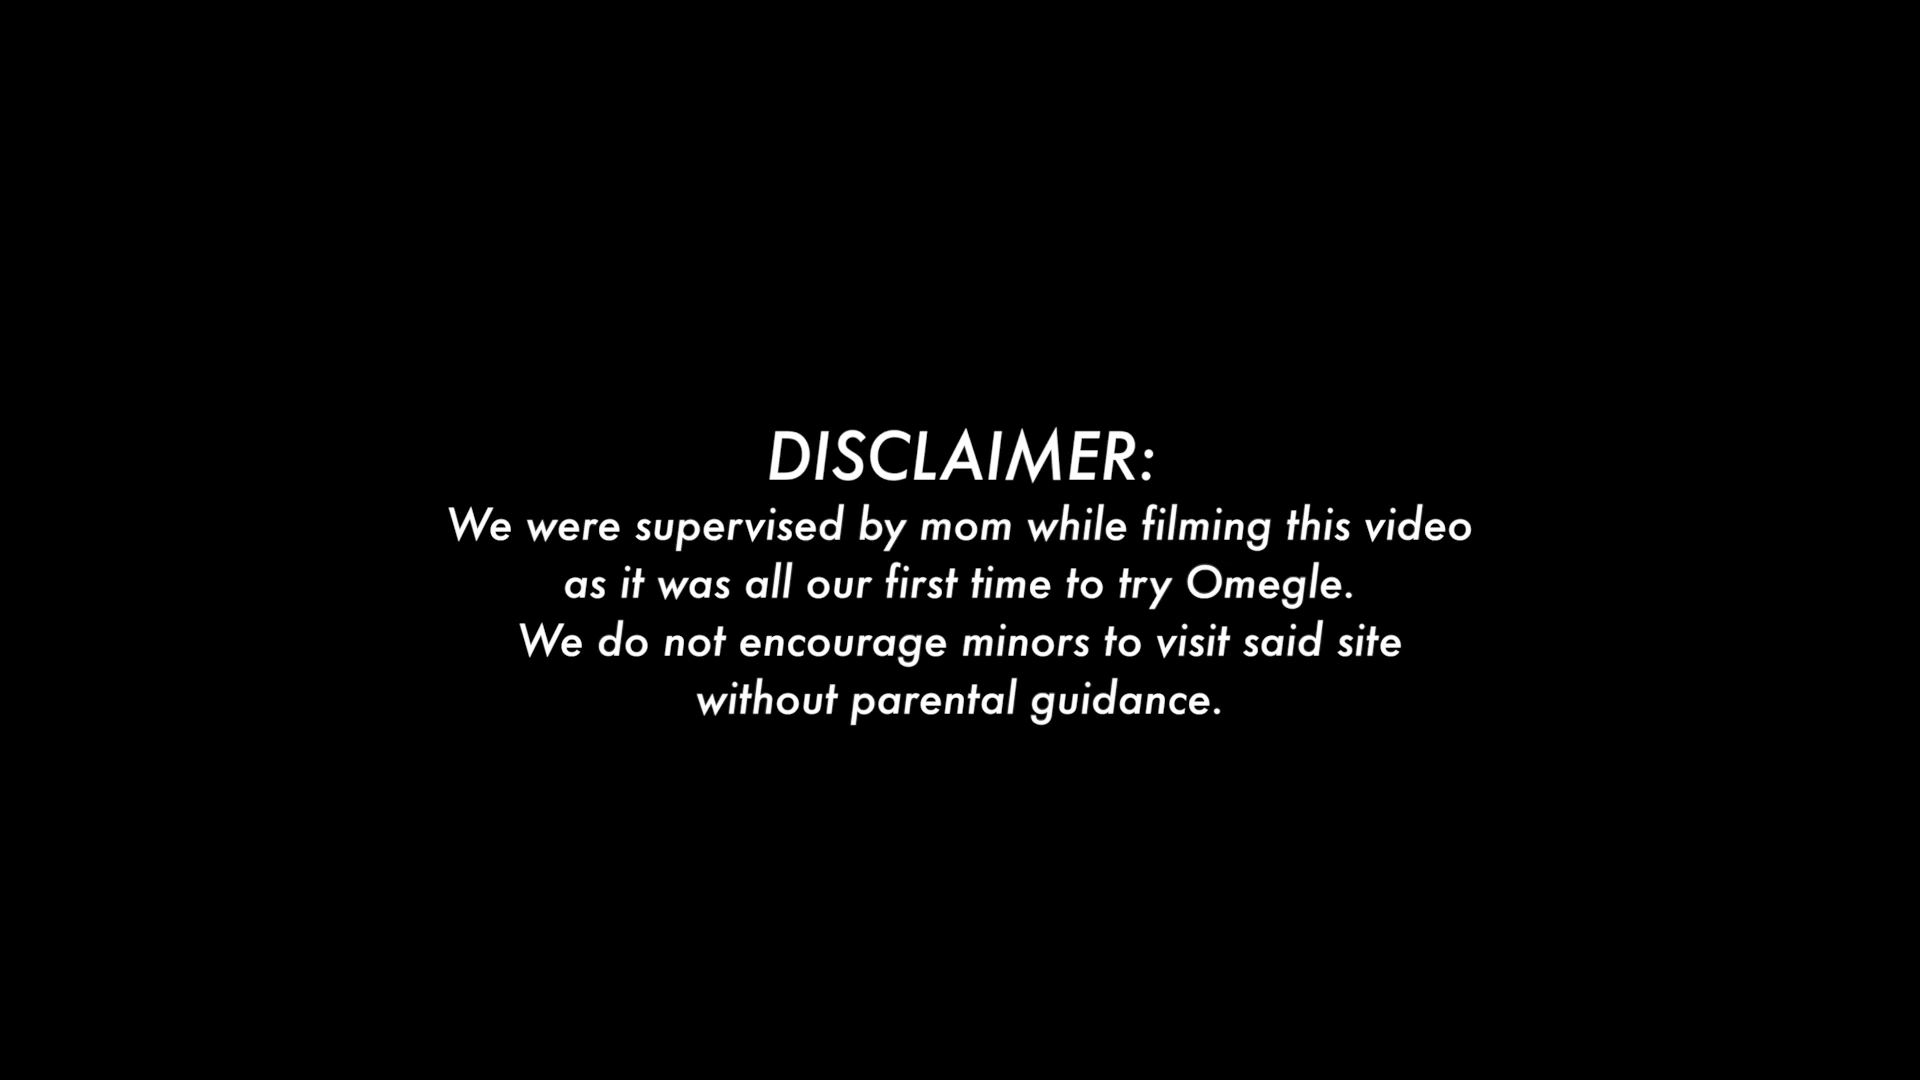 DISCLAIMER:
We were supervised by mom while filming this video
as it was all our first time to try Omegle.
We do not encourage minors to visit said site
without parental guidance.